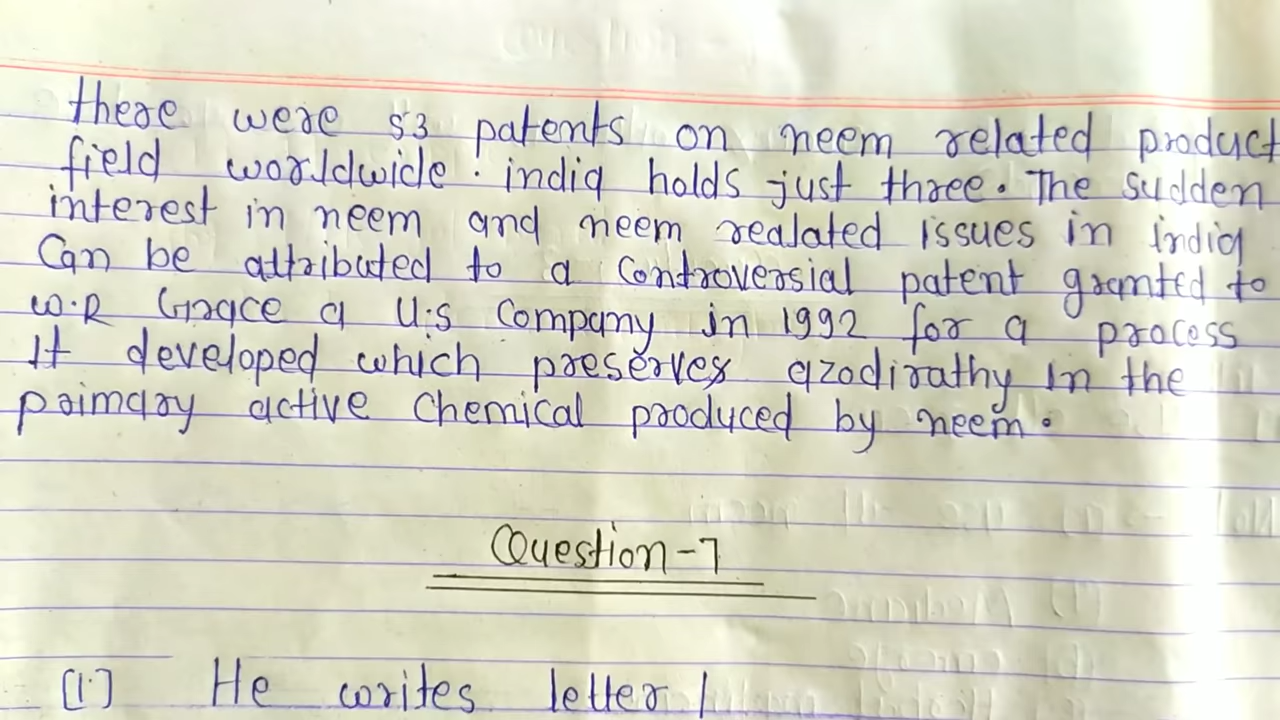 there were 53 patents on neem related product
field worldwide. india holds just three. The sudden
interest in neem and neem realated issues in india
Can be attributed to a controversial patent granted to
W.R Grace a U.S Company in 1992 for a process
It developed which preserves azodirathy in the
primary active chemical produced by neem.
Question-7
[1] He writes letter